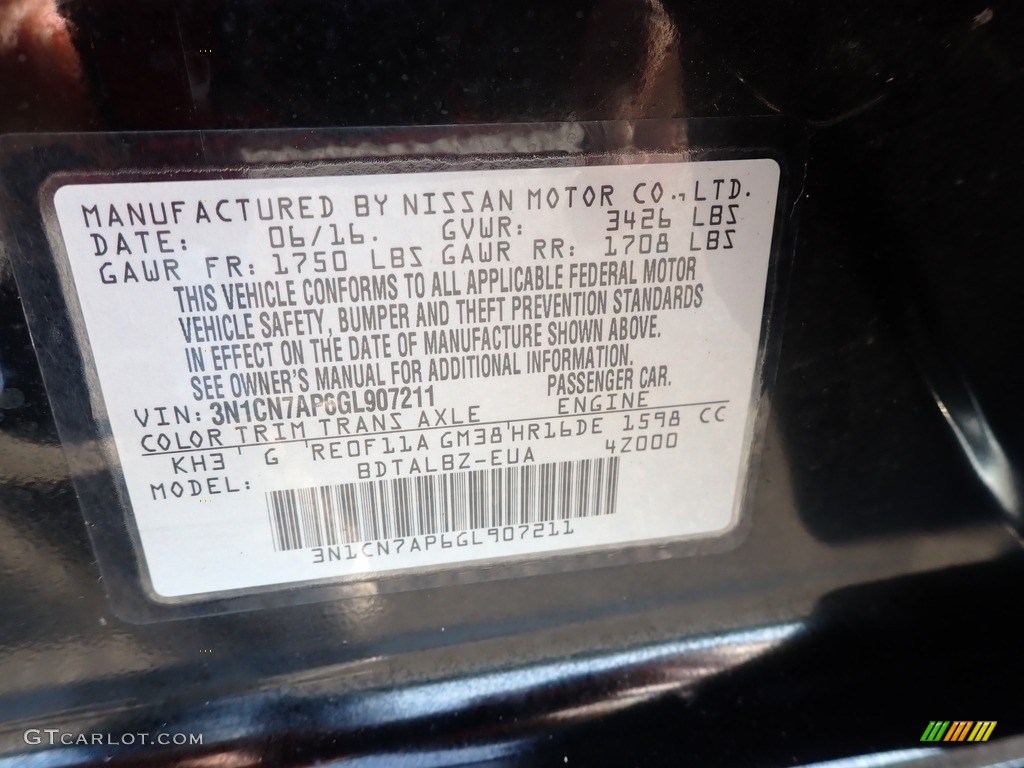 MANUFACTURED BY NISSAN MOTOR CO., LTD.
DATE: 06/16. GVWR: 3426 LBS
GAWR FR: 1750 LBS GAWR RR: 1708 LBS
THIS VEHICLE CONFORMS TO ALL APPLICABLE FEDERAL MOTOR
VEHICLE SAFETY, BUMPER AND THEFT PREVENTION STANDARDS
IN EFFECT ON THE DATE OF MANUFACTURE SHOWN ABOVE.
SEE OWNER'S MANUAL FOR ADDITIONAL INFORMATION.
VIN: 3N1CN7AP6GL907211 PASSENGER CAR.
COLOR TRIM TRANS AXLE ENGINE
KH3 G RE0F11A GM38 HR16DE 1598 CC
MODEL: BDTALBZ-EUA 4Z000
3N1CN7AP6GL907211
GTCARLOT.COM